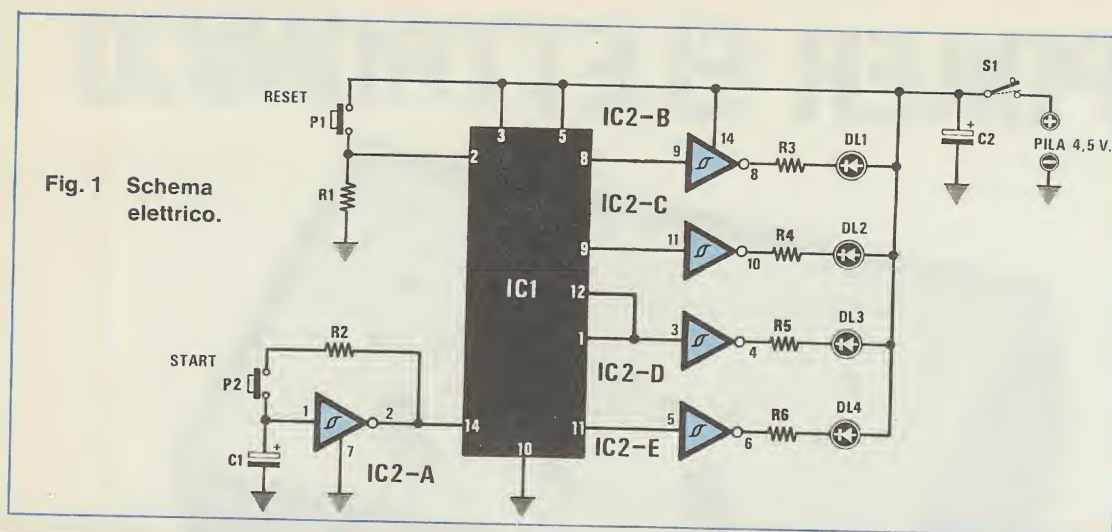 Fig. 1 Schema
elettrico.
RESET
P1
R1
START
P2
R2
C1
+
1
2
7
IC2-A
IC1
2
3
5
8
9
12
1
11
14
10
IC2-B
9
14
8
R3
DL1
IC2-C
11
10
R4
DL2
IC2-D
3
4
R5
DL3
IC2-E
5
6
R6
DL4
+
C2
S1
+
PILA 4,5 V.
−